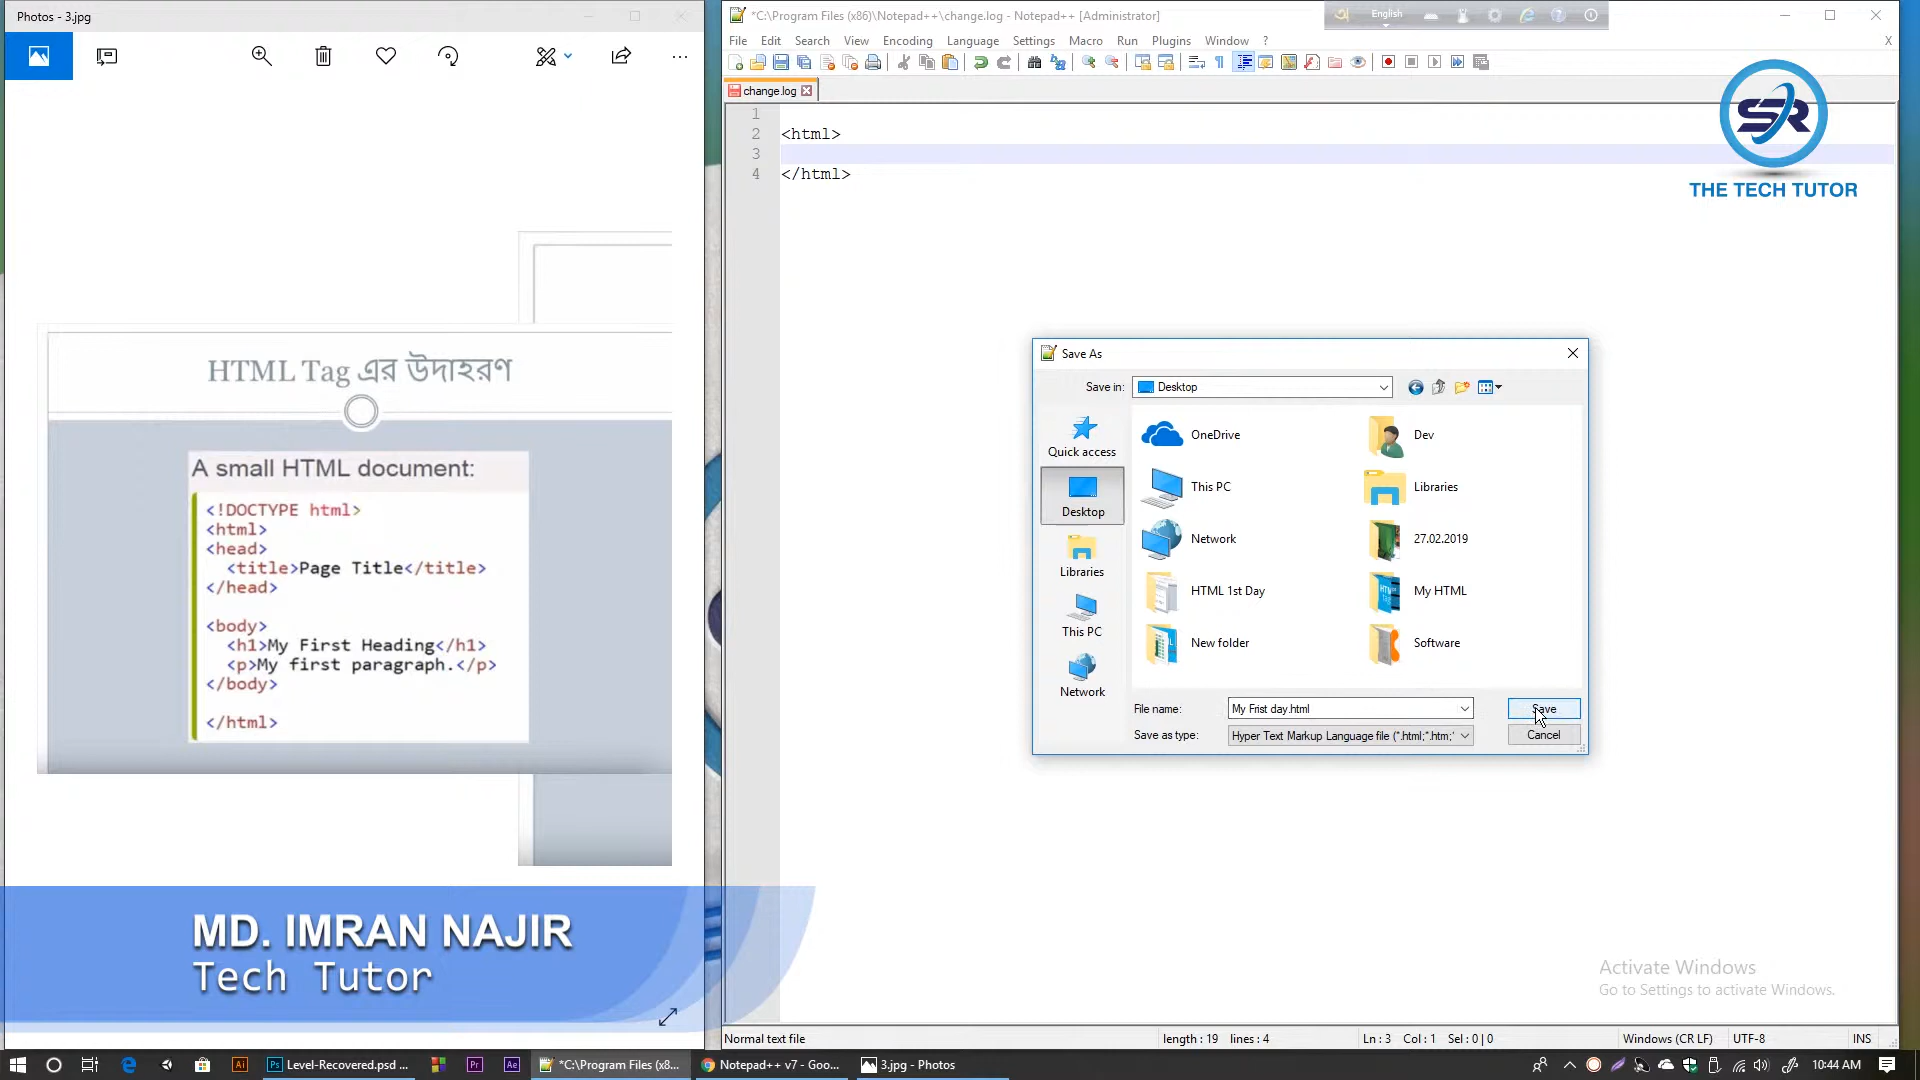 Photos - 3.jpg
HTML Tag এর উদাহরণ
A small HTML document:
<!DOCTYPE html>
<html>
<head>
<title>Page Title</title>
</head>
<body>
<h1>My First Heading</h1>
<p>My first paragraph.</p>
</body>
</html>
MD. IMRAN NAJIR
Tech Tutor
*C:\Program Files (x86)\Notepad++\change.log - Notepad++ [Administrator]
English
File Edit Search View Encoding Language Settings Macro Run Plugins Window ?
X
change.log
1
2 <html>
3
4 </html>
SR
THE TECH TUTOR
Save As
Save in: Desktop
Quick access
Desktop
Libraries
This PC
Network
OneDrive
Dev
This PC
Libraries
Network
27.02.2019
HTML 1st Day
My HTML
New folder
Software
File name: My Frist day.html
Save
Save as type: Hyper Text Markup Language file (*.html;*.htm;*
Cancel
Activate Windows
Go to Settings to activate Windows.
Normal text file
length : 19 lines : 4
Ln : 3 Col : 1 Sel : 0 | 0
Windows (CR LF)
UTF-8
INS
Level-Recovered.psd ...
*C:\Program Files (x8...
Notepad++ v7 - Goo...
3.jpg - Photos
10:44 AM